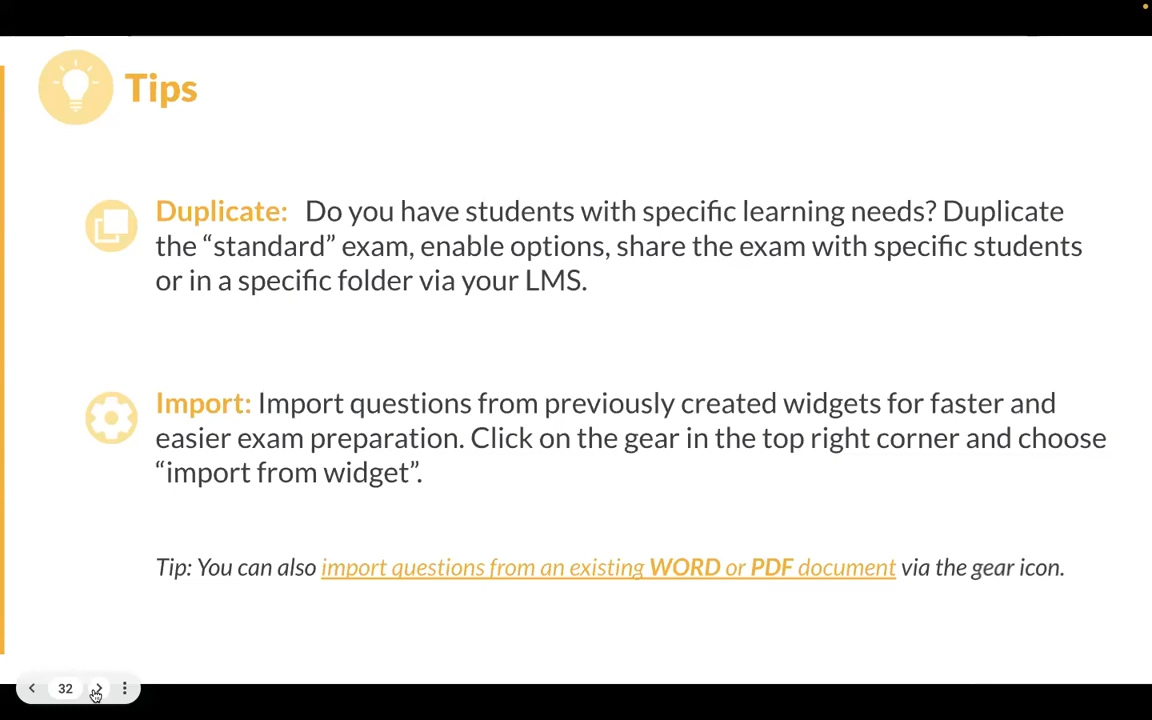 Tips
Duplicate: Do you have students with specific learning needs? Duplicate
the “standard” exam, enable options, share the exam with specific students
or in a specific folder via your LMS.
Import: Import questions from previously created widgets for faster and
easier exam preparation. Click on the gear in the top right corner and choose
“import from widget”.
Tip: You can also import questions from an existing WORD or PDF document via the gear icon.
32